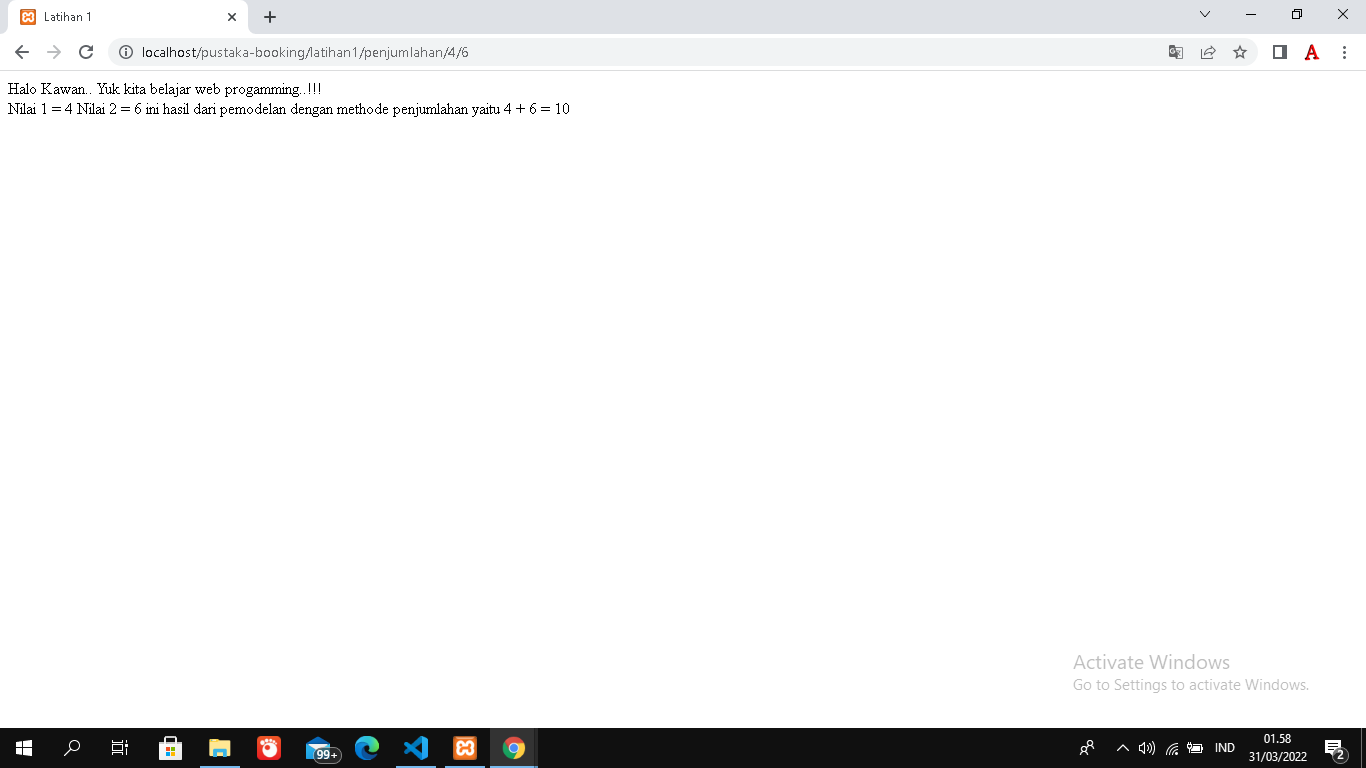 Latihan 1
localhost/pustaka-booking/latihan1/penjumlahan/4/6
Halo Kawan.. Yuk kita belajar web progamming..!!!
Nilai 1 = 4 Nilai 2 = 6 ini hasil dari pemodelan dengan methode penjumlahan yaitu 4 + 6 = 10
Activate Windows
Go to Settings to activate Windows.
99+
IND
01.58
31/03/2022
2